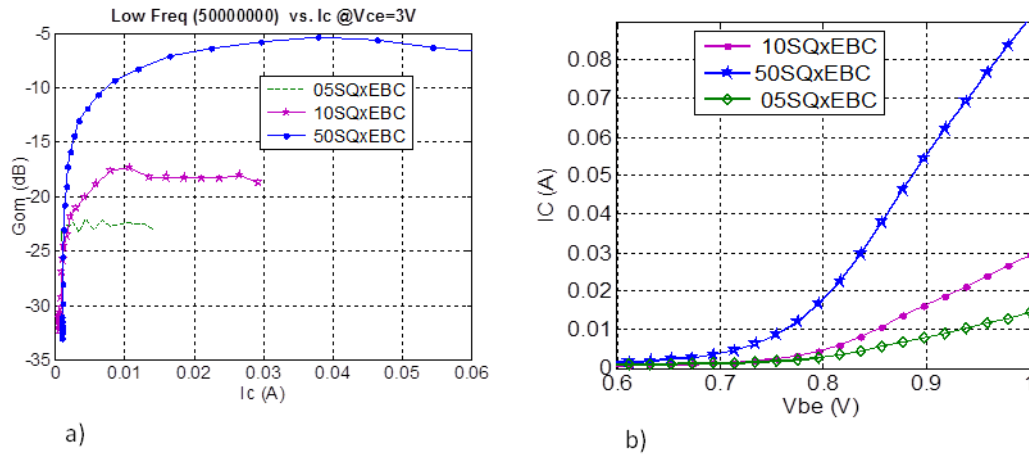 Low Freq (50000000) vs. Ic @Vce=3V
Gom (dB)
-5
-10
-15
-20
-25
-30
-35
0
0.01
0.02
0.03
0.04
0.05
0.06
Ic (A)
05SQxEBC
10SQxEBC
50SQxEBC
a)
IC (A)
0.08
0.07
0.06
0.05
0.04
0.03
0.02
0.01
0
0.6
0.7
0.8
0.9
Vbe (V)
10SQxEBC
50SQxEBC
05SQxEBC
b)